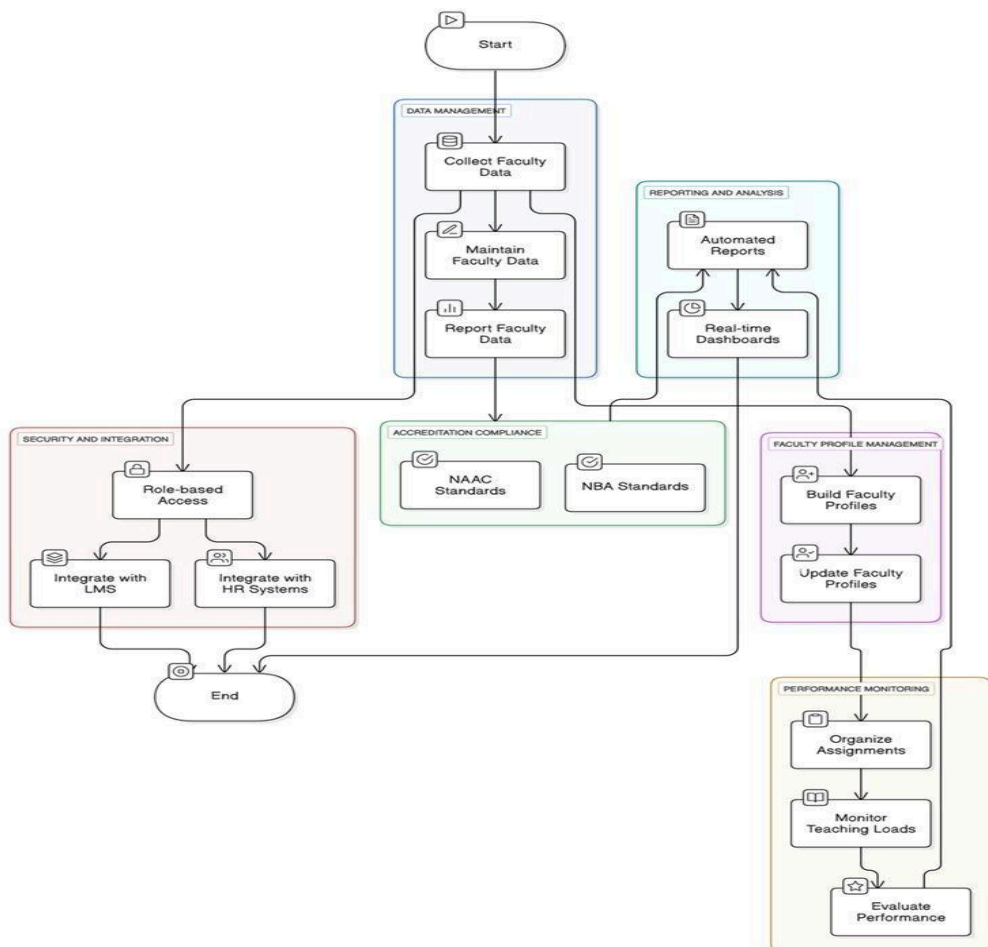 Start
DATA MANAGEMENT
Collect Faculty
Data
Maintain
Faculty Data
Report Faculty
Data
REPORTING AND ANALYSIS
Automated
Reports
Real-time
Dashboards
SECURITY AND INTEGRATION
Role-based
Access
Integrate with
LMS
Integrate with
HR Systems
ACCREDITATION COMPLIANCE
NAAC
Standards
NBA Standards
FACULTY PROFILE MANAGEMENT
Build Faculty
Profiles
Update Faculty
Profiles
End
PERFORMANCE MONITORING
Organize
Assignments
Monitor
Teaching Loads
Evaluate
Performance